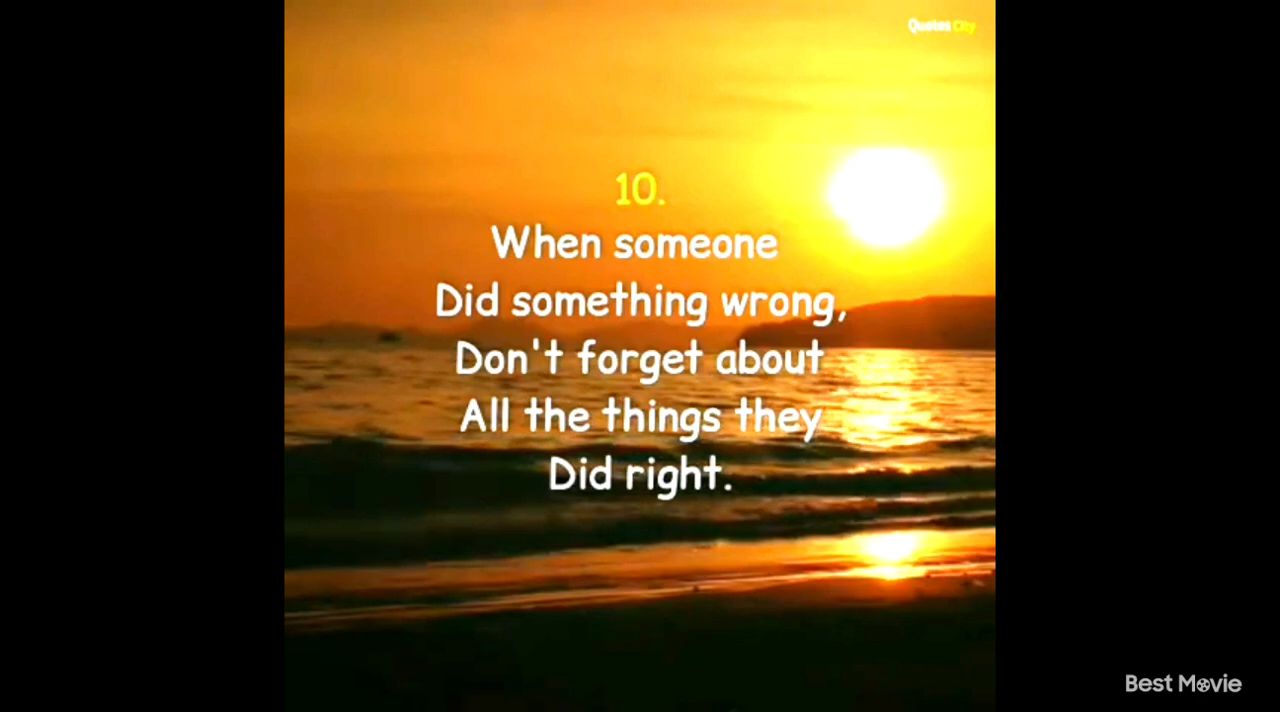 Quotes City
10.
When someone
Did something wrong,
Don't forget about
All the things they
Did right.
Best Movie